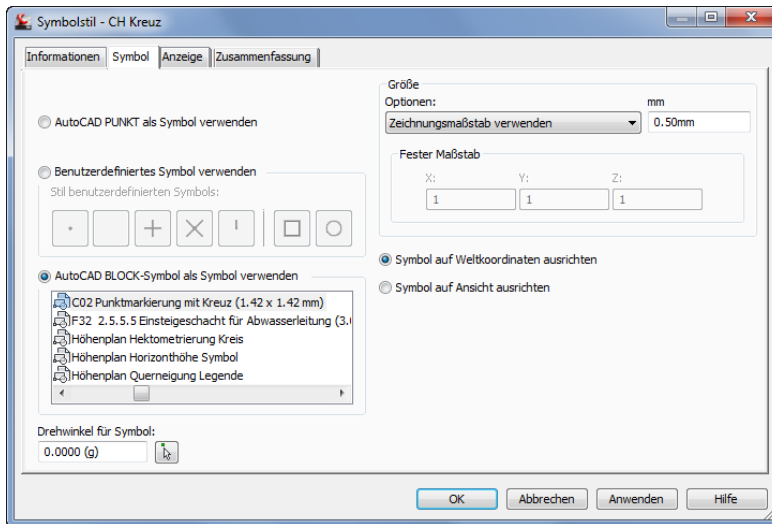 Symbolstil - CH Kreuz
Informationen Symbol Anzeige Zusammenfassung
AutoCAD PUNKT als Symbol verwenden
Benutzerdefiniertes Symbol verwenden
Stil benutzerdefinierten Symbols:
AutoCAD BLOCK-Symbol als Symbol verwenden
C02 Punktmarkierung mit Kreuz (1.42 x 1.42 mm)
F32 2.5.5.5 Einsteigeschacht für Abwasserleitung (3.0
Höhenplan Hektometrierung Kreis
Höhenplan Horizonthöhe Symbol
Höhenplan Querneigung Legende
Drehwinkel für Symbol:
0.0000 (g)
Größe
Optionen: mm
Zeichnungsmaßstab verwenden 0.50mm
Fester Maßstab
X: Y: Z:
1 1 1
Symbol auf Weltkoordinaten ausrichten
Symbol auf Ansicht ausrichten
OK Abbrechen Anwenden Hilfe